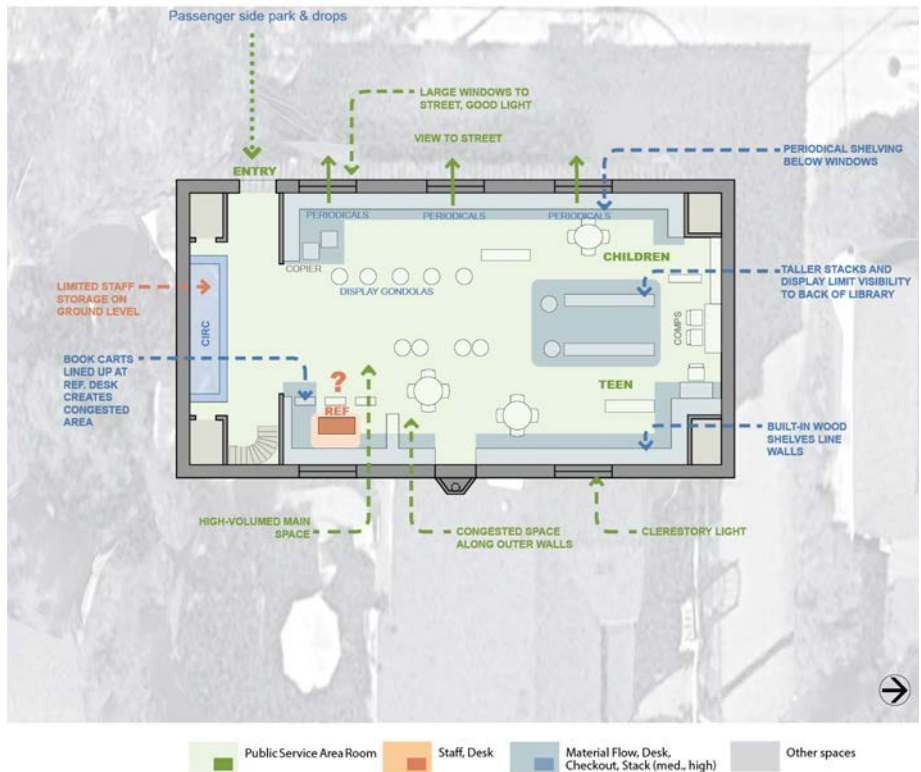 Passenger side park & drops
LARGE WINDOWS TO
STREET, GOOD LIGHT
VIEW TO STREET
PERIODICAL SHELVING
BELOW WINDOWS
ENTRY
PERIODICALS
PERIODICALS
PERIODICALS
COPIER
CHILDREN
DISPLAY GONDOLAS
TALLER STACKS AND
DISPLAY LIMIT VISIBILITY
TO BACK OF LIBRARY
LIMITED STAFF
STORAGE ON
GROUND LEVEL
CIRC
COMPS
BOOK CARTS
LINED UP AT
REF. DESK
CREATES
CONGESTED
AREA
?
REF
TEEN
BUILT-IN WOOD
SHELVES LINE
WALLS
HIGH-VOLUMED MAIN
SPACE
CONGESTED SPACE
ALONG OUTER WALLS
CLERESTORY LIGHT
Public Service Area Room
Staff, Desk
Material Flow, Desk,
Checkout, Stack (med., high)
Other spaces